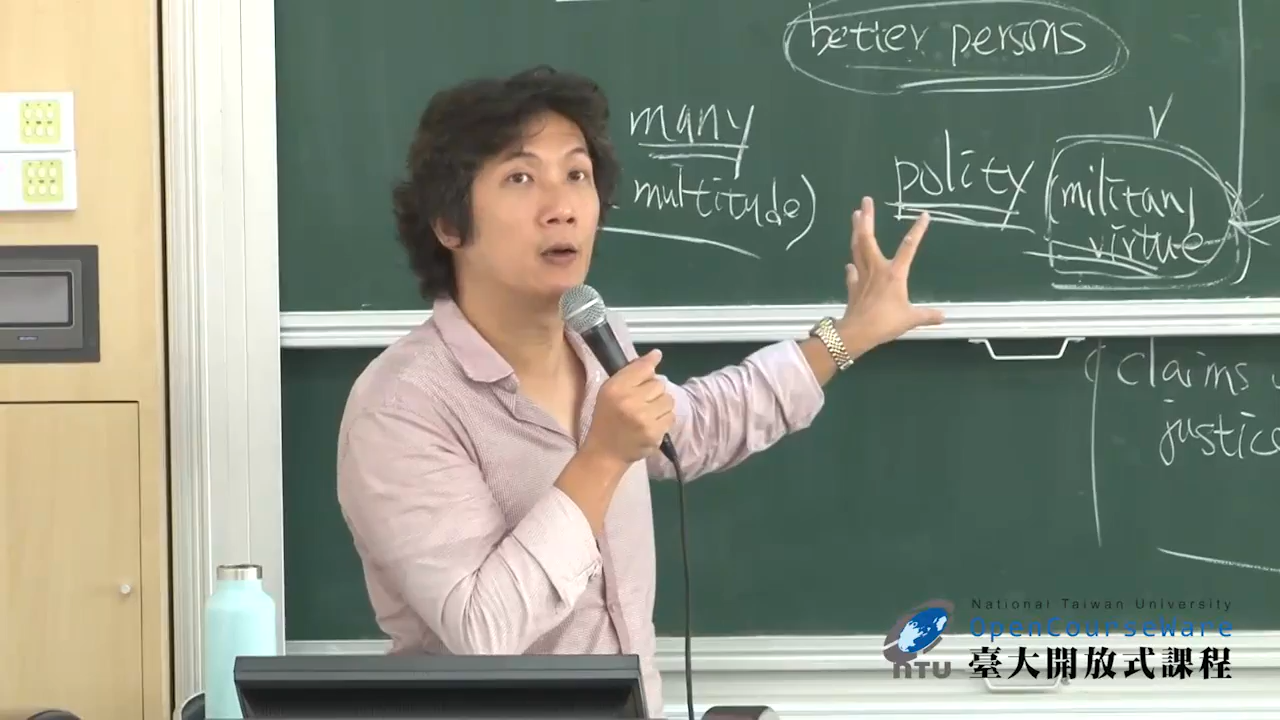 better persons
many
multitude)
polity
(military
virtue)
claims
justice
National Taiwan University
OpenCourseWare
NTU
臺大開放式課程